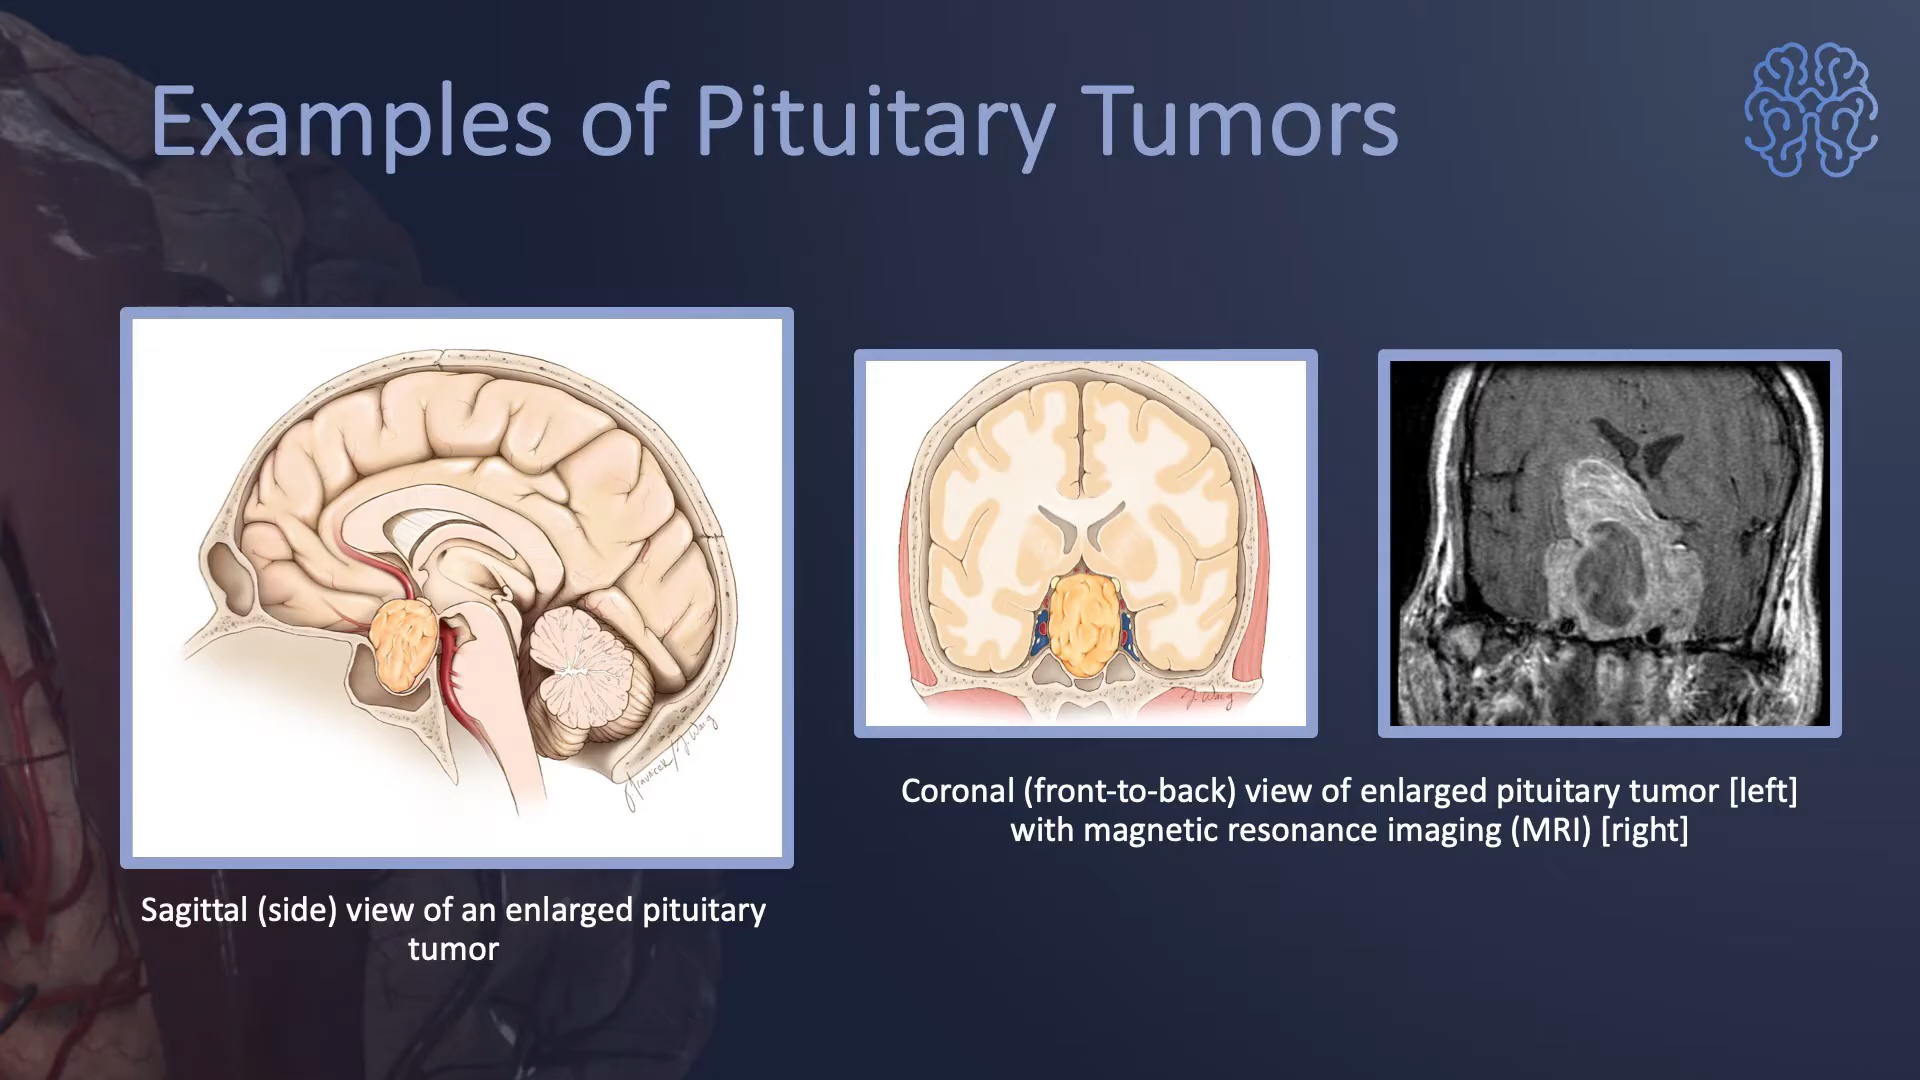 Examples of Pituitary Tumors
Sagittal (side) view of an enlarged pituitary
tumor
Coronal (front-to-back) view of enlarged pituitary tumor [left]
with magnetic resonance imaging (MRI) [right]